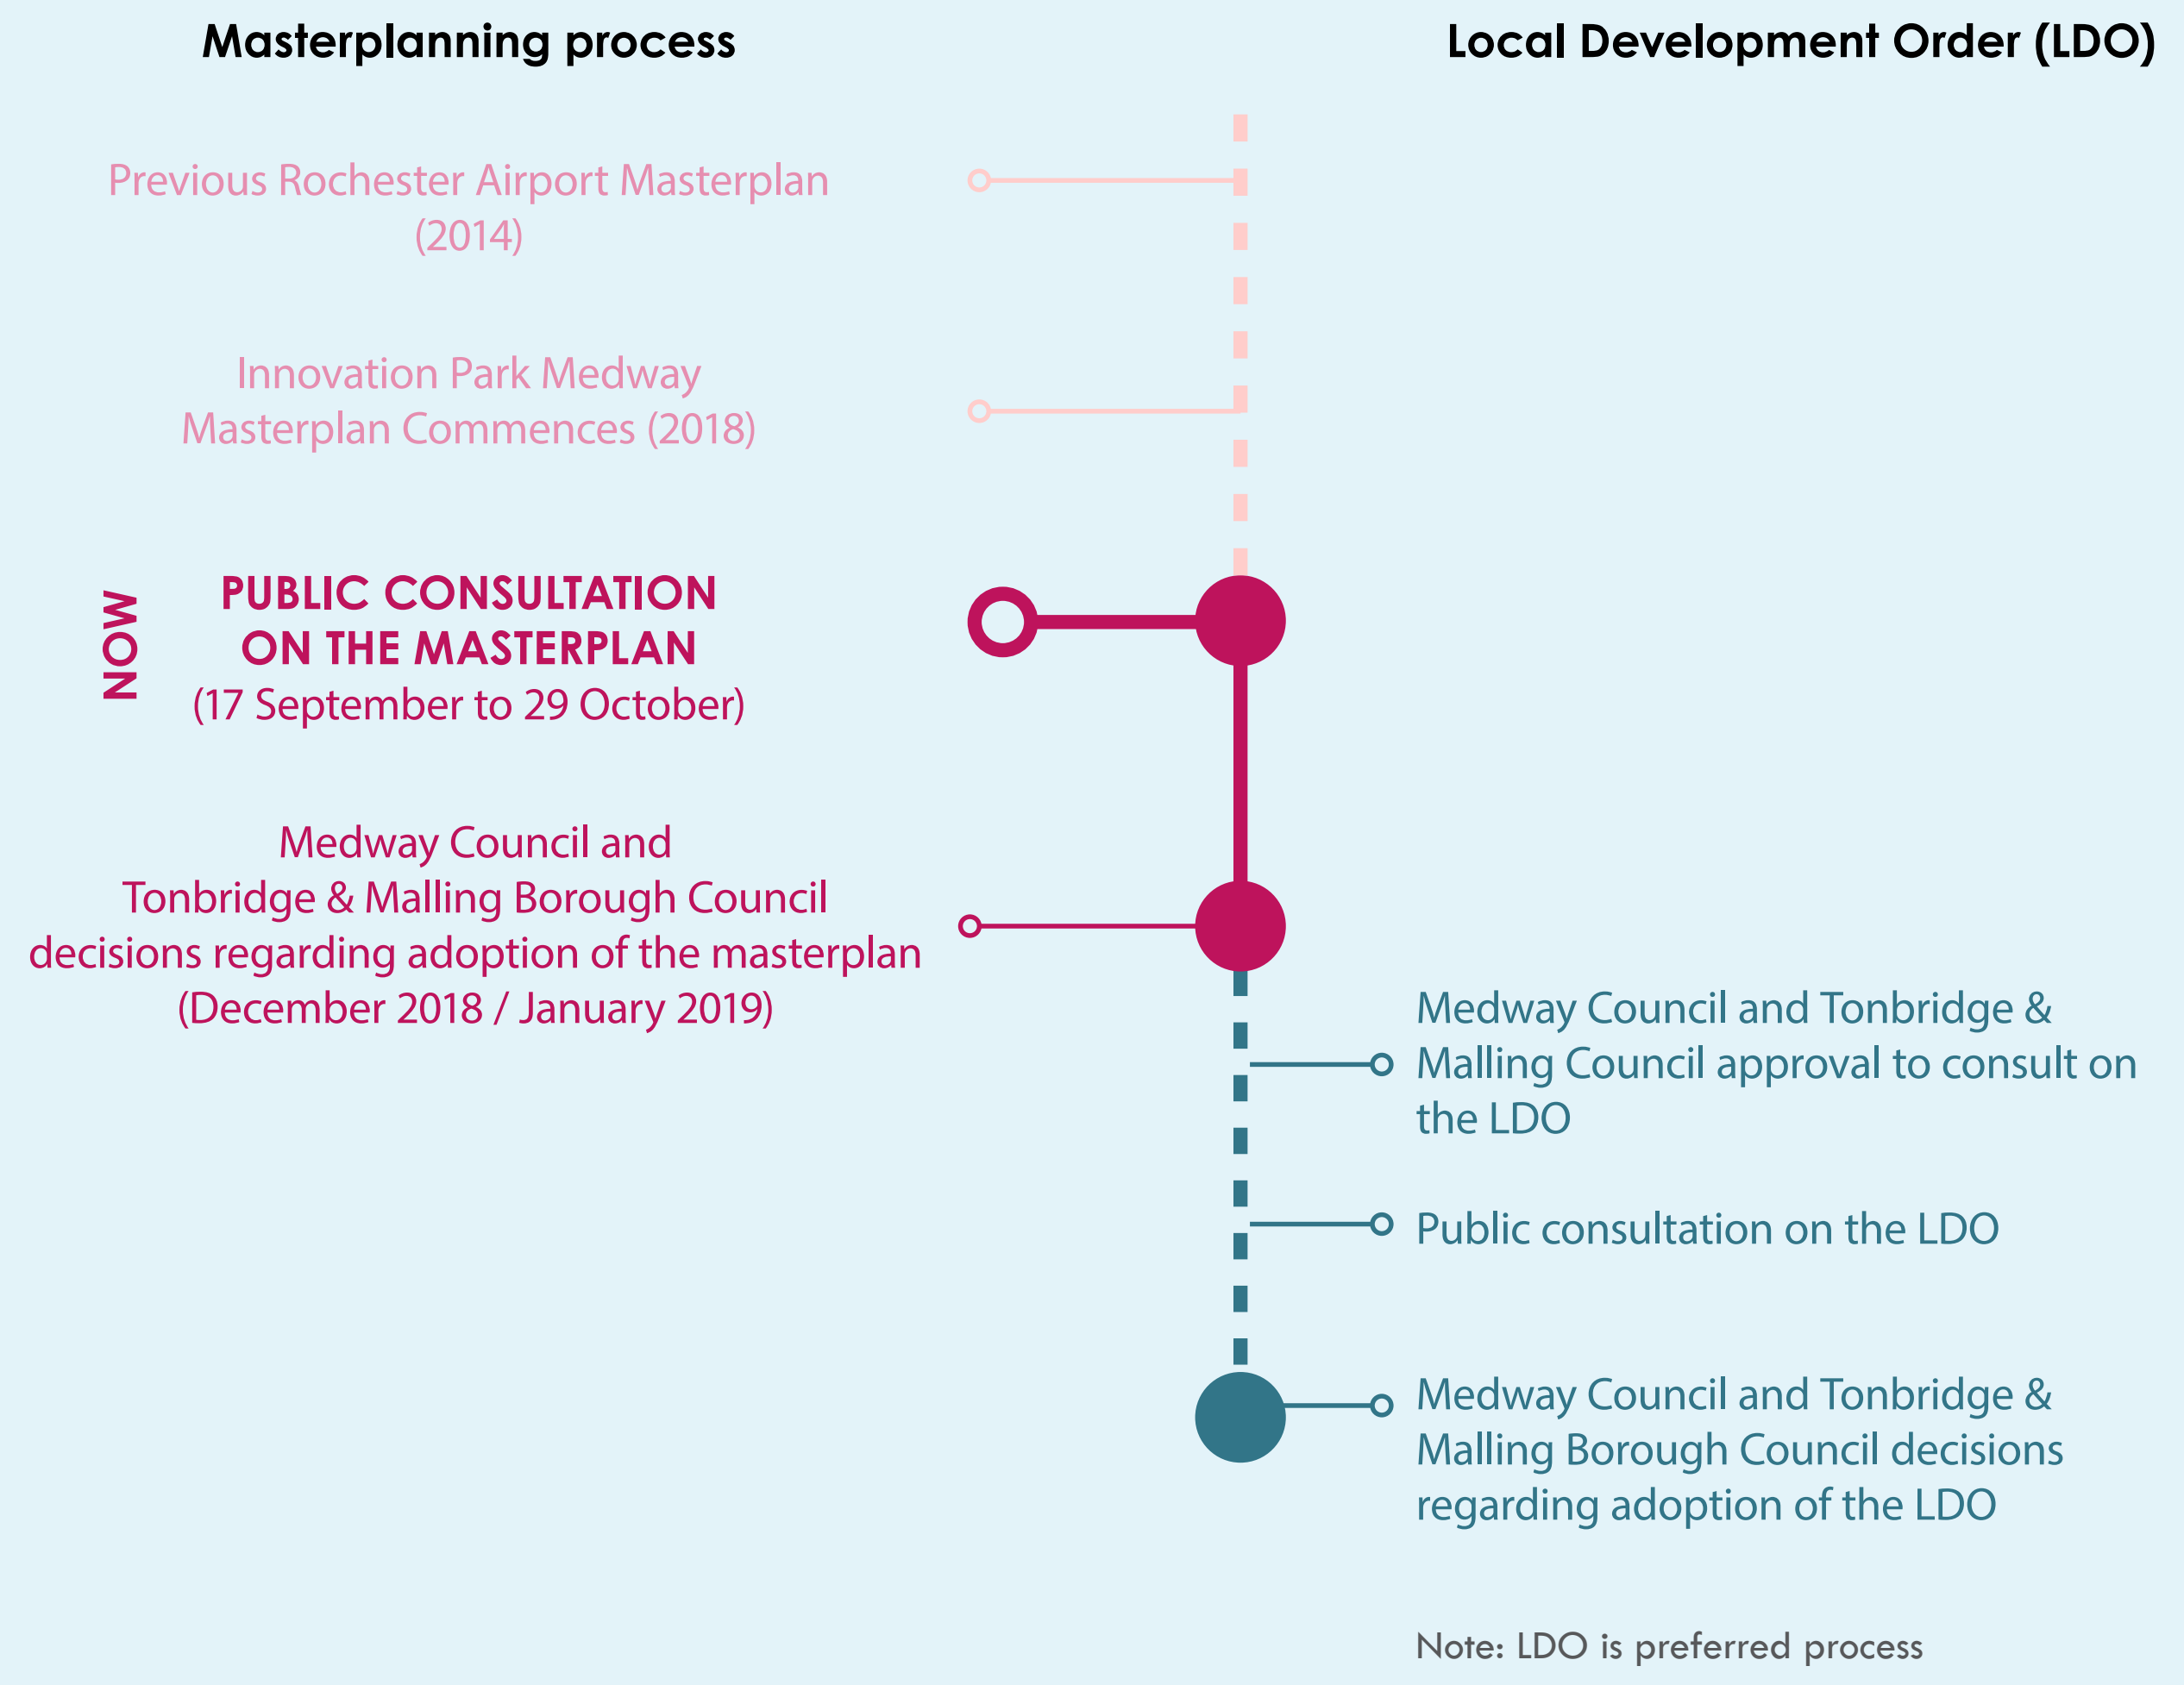 Masterplanning process
Local Development Order (LDO)
Previous Rochester Airport Masterplan
(2014)
Innovation Park Medway
Masterplan Commences (2018)
NOW
PUBLIC CONSULTATION
ON THE MASTERPLAN
(17 September to 29 October)
Medway Council and
Tonbridge & Malling Borough Council
decisions regarding adoption of the masterplan
(December 2018 / January 2019)
Medway Council and Tonbridge &
Malling Council approval to consult on
the LDO
Public consultation on the LDO
Medway Council and Tonbridge &
Malling Borough Council decisions
regarding adoption of the LDO
Note: LDO is preferred process